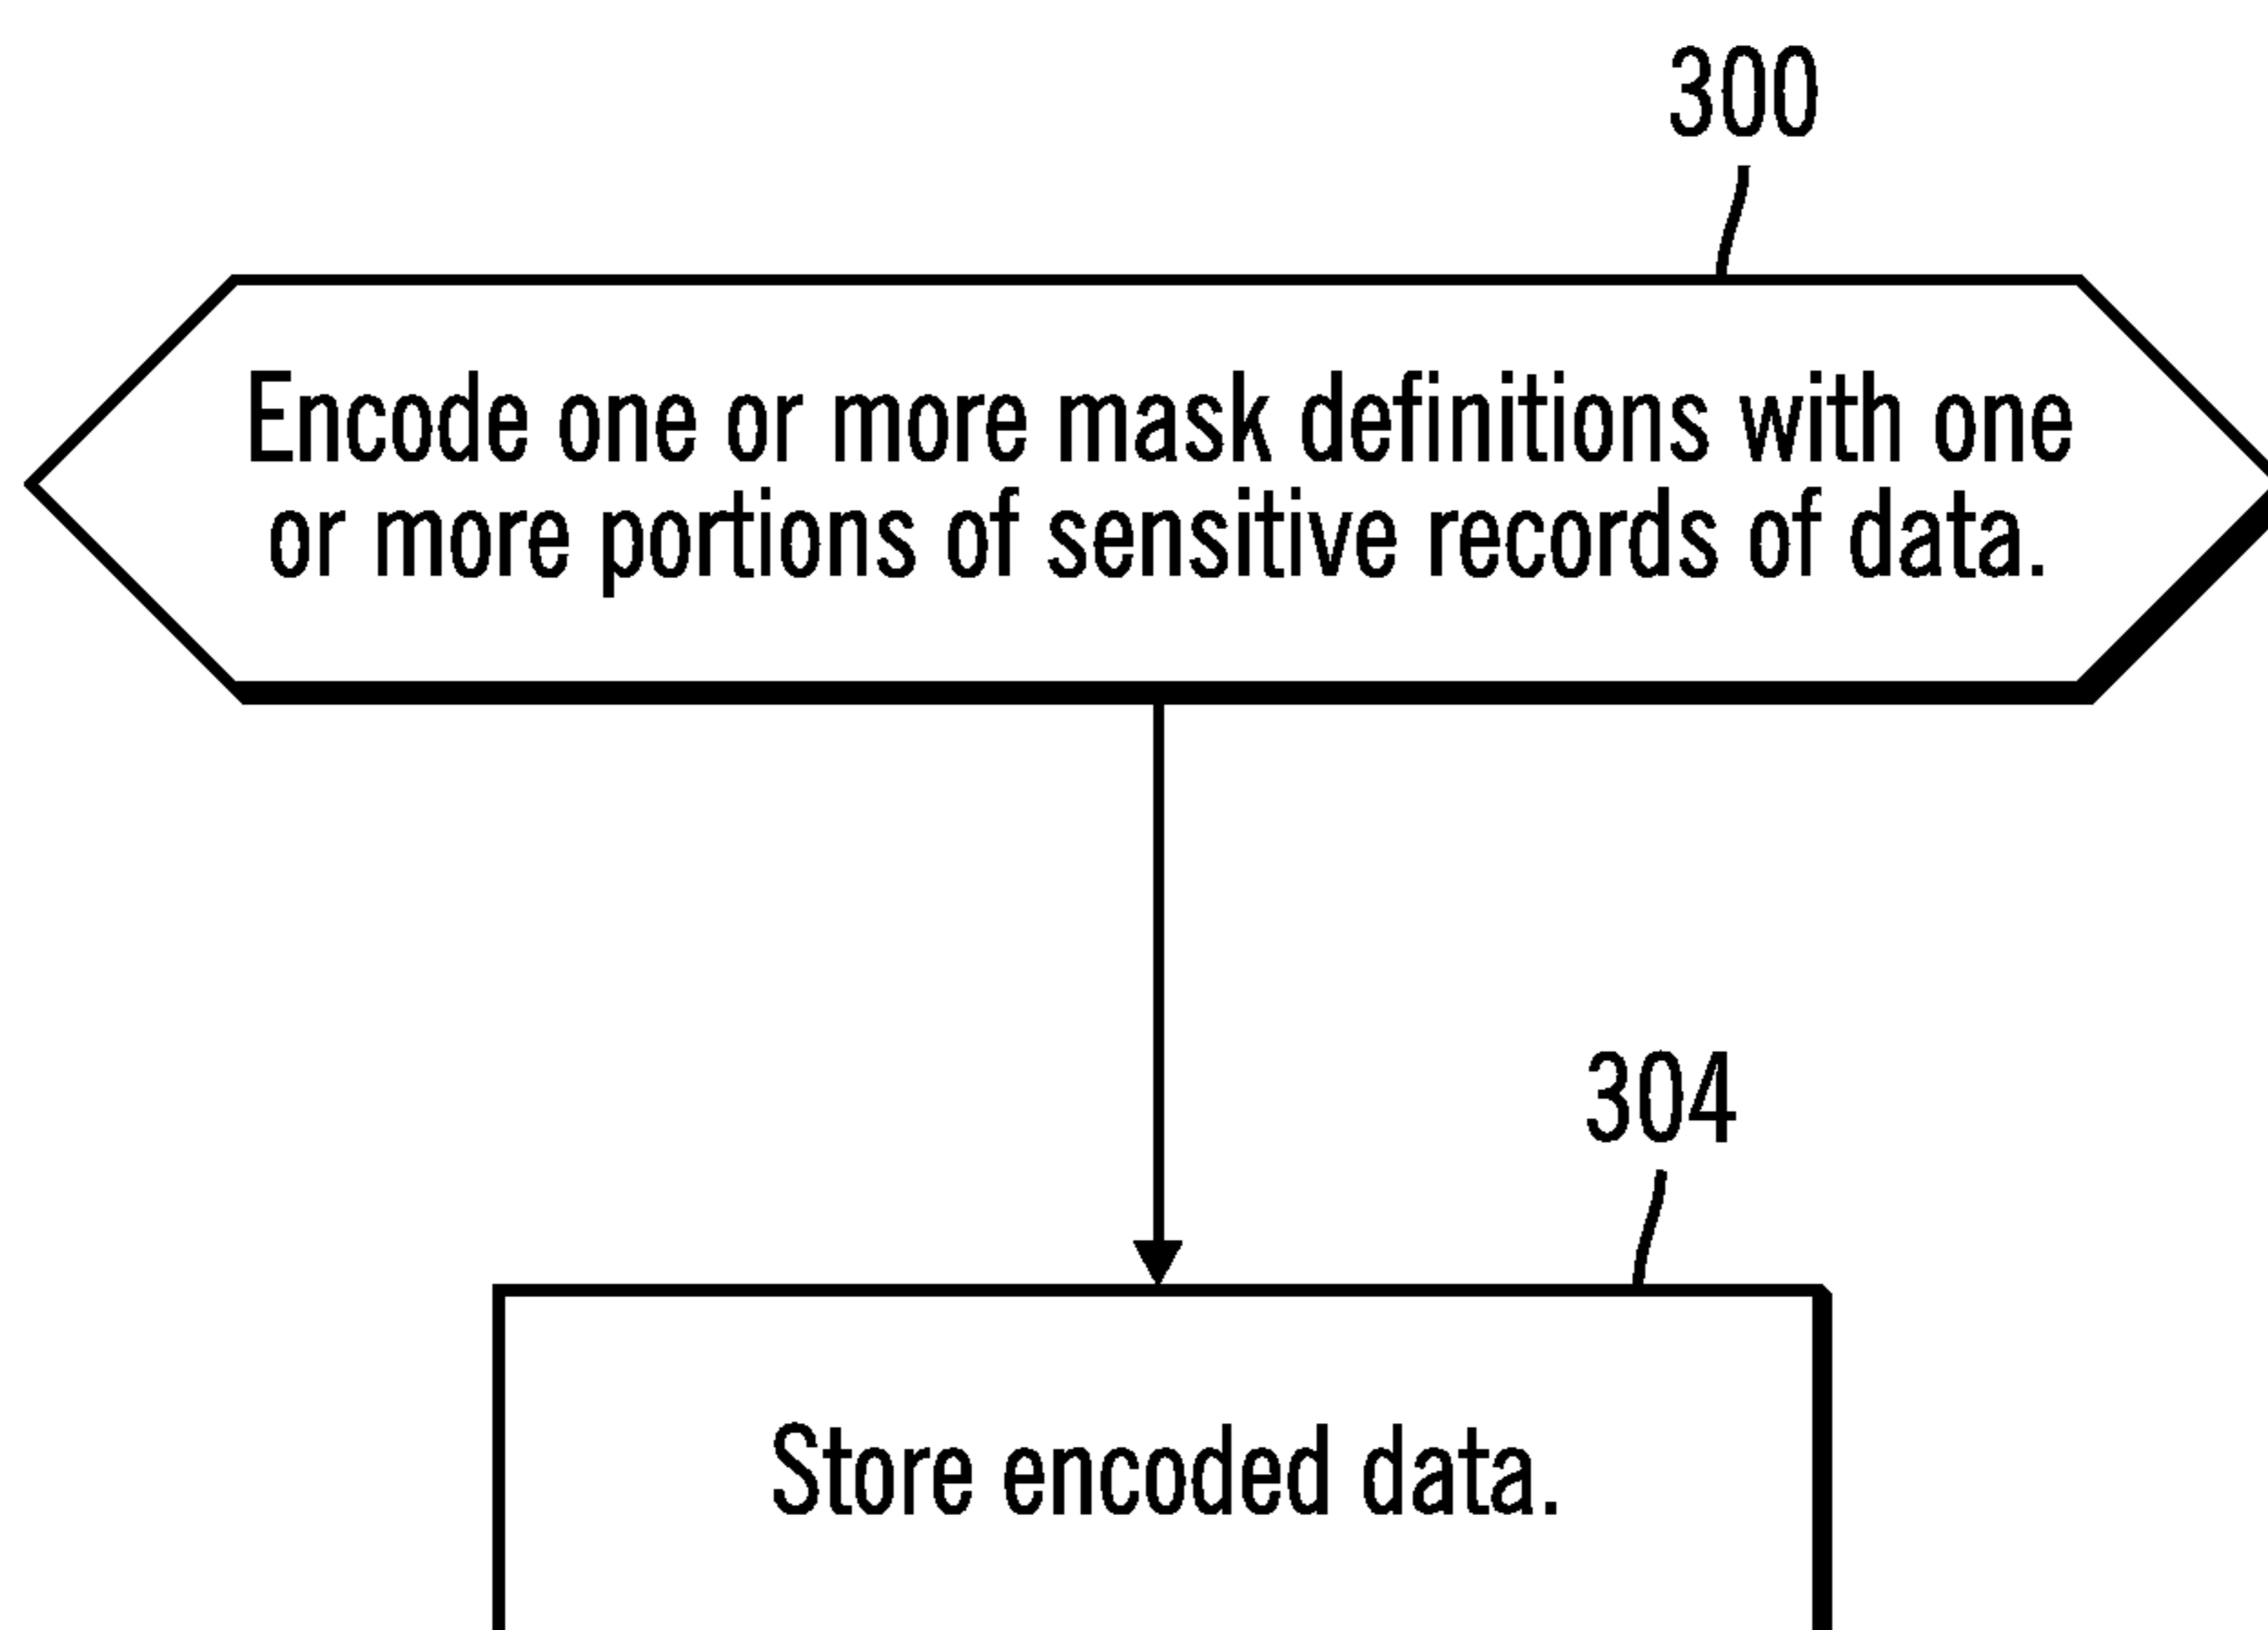 300
Encode one or more mask definitions with one
or more portions of sensitive records of data.
304
Store encoded data.